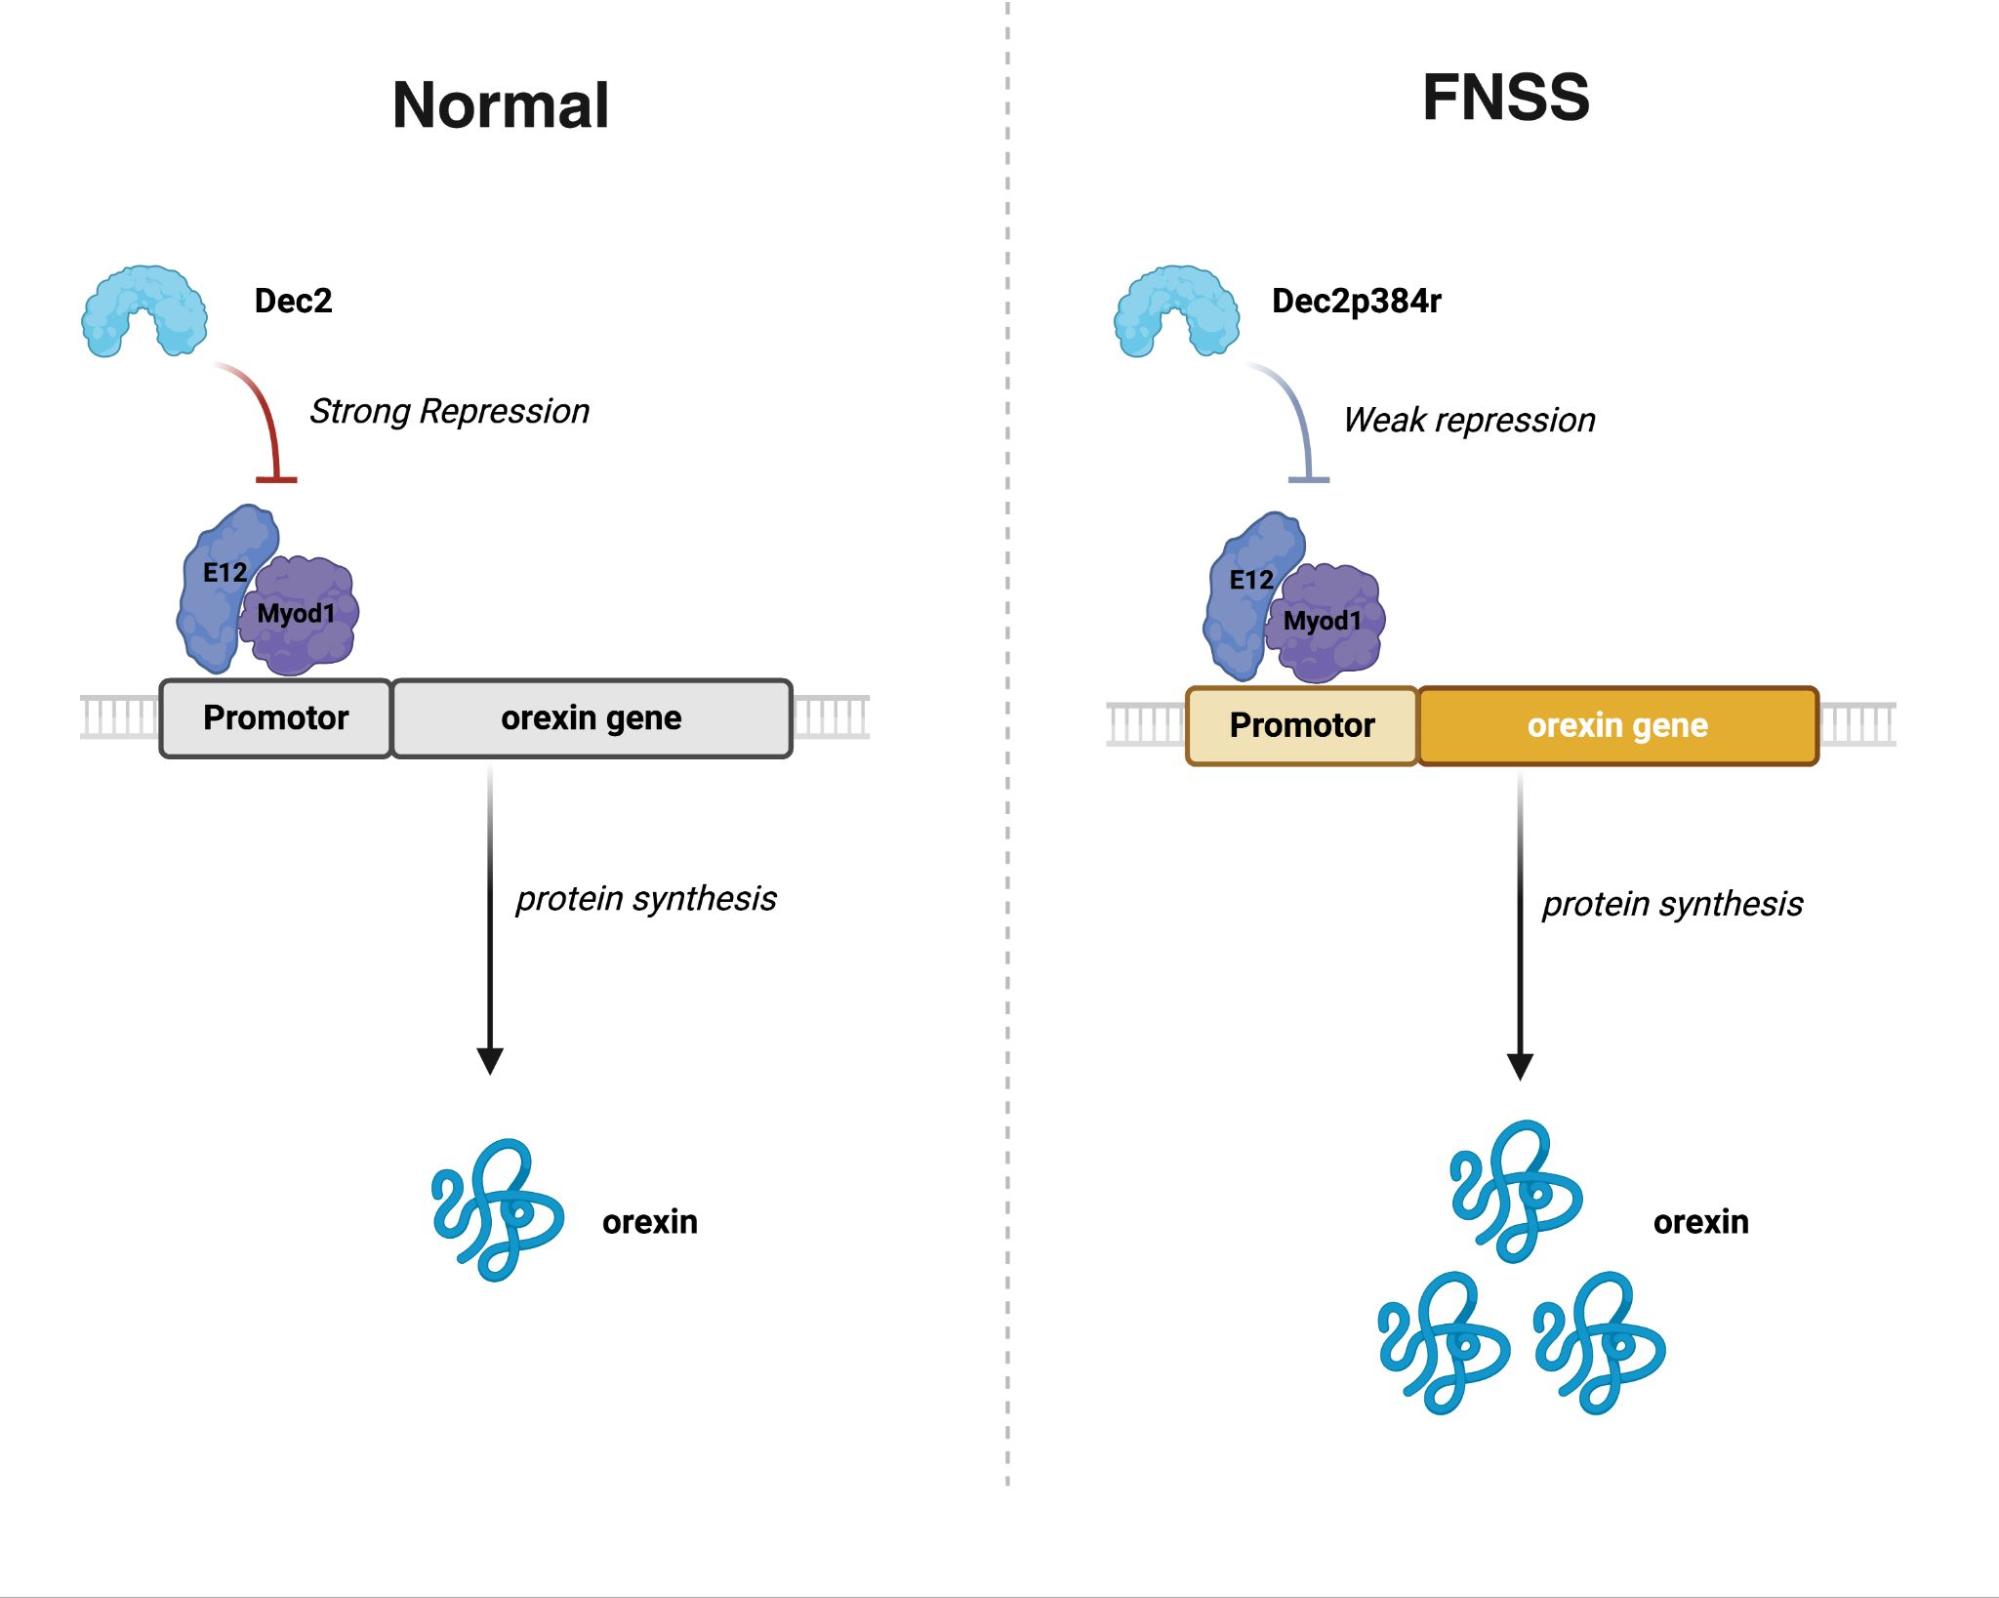 Normal
Dec2
Strong Repression
E12
Myod1
Promotor
orexin gene
protein synthesis
orexin
FNSS
Dec2p384r
Weak repression
E12
Myod1
Promotor
orexin gene
protein synthesis
orexin